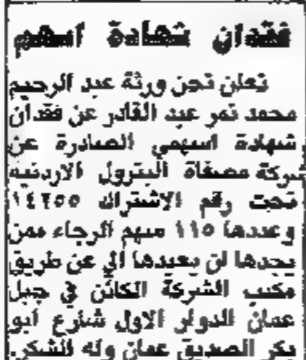 فقدان شهادة اسهم
نعلن نحن ورثة عبد الرحيم
محمد نمر عبد القادر عن فقدان
شهادة اسهمي الصادرة عن
شركة مصفاة البترول الاردنيه
تحت رقم الاشتراك ١٤٢٥٥
وعددها ١١٥ سهم الرجاء ممن
يجدها ان يعيدها الى عن طريق
مكتب الشركة الكائن في جبل
عمان الدوار الاول شارع ابو
بكر الصديق عمان وله الشكر.